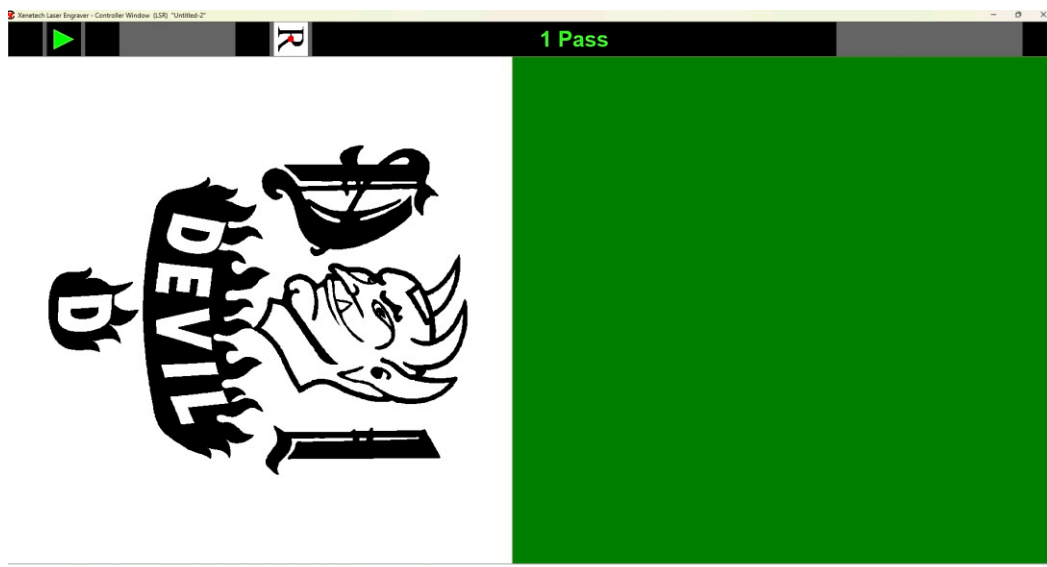 Xenetech Laser Engraver - Controller Window (LSR) "Untitled-2"
R
1 Pass
DEVIL
D